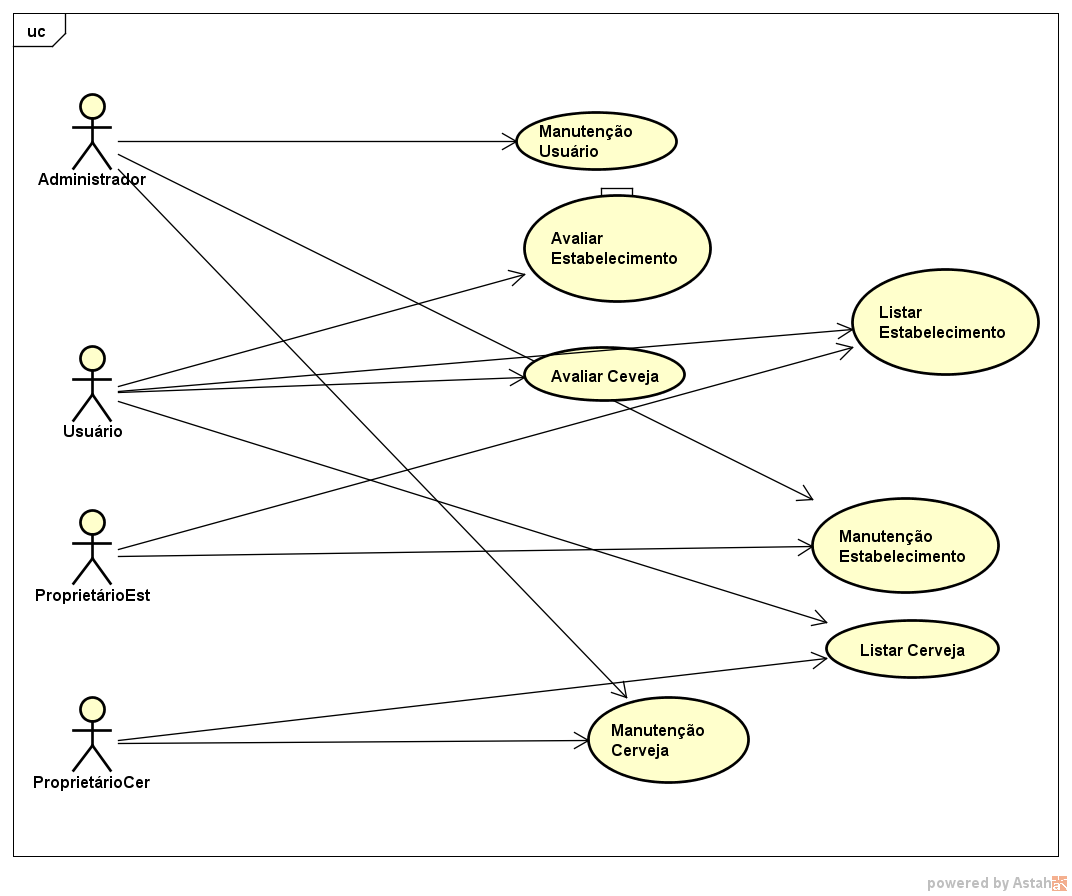 uc
Manutenção
Usuário
Administrador
Avaliar
Estabelecimento
Listar
Estabelecimento
Avaliar Ceveja
Usuário
Manutenção
Estabelecimento
ProprietárioEst
Listar Cerveja
Manutenção
Cerveja
ProprietárioCer
powered by Astah